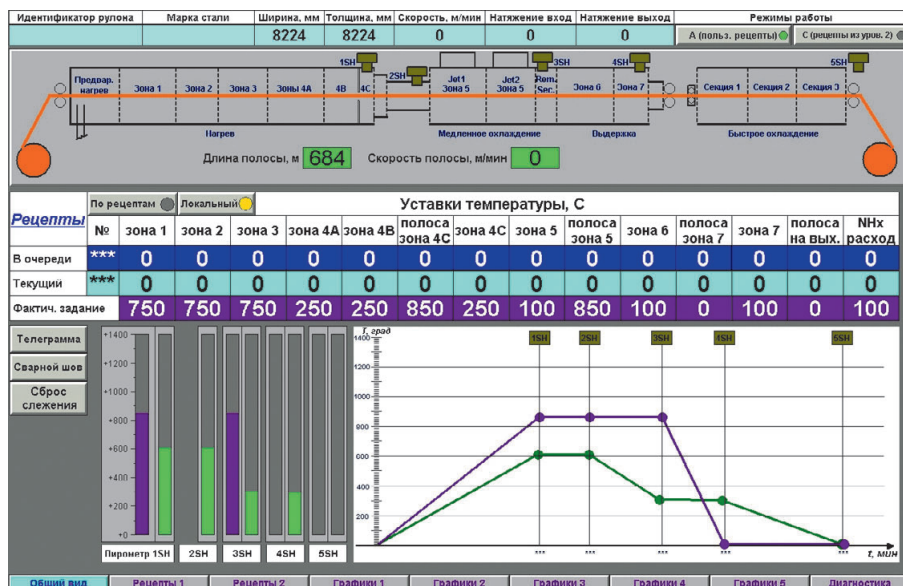 Идентификатор рулона Марка стали Ширина, мм Толщина, мм Скорость, м/мин Натяжение вход Натяжение выход Режимы работы
8224 8224 0 0 0 А (польз. рецепты) С (рецепты из уров. 2)
1SH 2SH 3SH 4SH 5SH
Предвар. нагрев Зона 1 Зона 2 Зона 3 Зоны 4А 4В 4С Jet1 Зона 5 Jet2 Зона 5 Rem. Sec. Зона 6 Зона 7 Секция 1 Секция 2 Секция 3
Нагрев Медленное охлаждение Выдержка Быстрое охлаждение
Длина полосы, м 684 Скорость полосы, м/мин 0
По рецептам Локальный Уставки температуры, С
Рецепты № зона 1 зона 2 зона 3 зона 4А зона 4В полоса зона 4С зона 4С зона 5 полоса зона 5 зона 6 полоса зона 7 зона 7 полоса на вых. NHx расход
В очереди *** 0 0 0 0 0 0 0 0 0 0 0 0 0 0
Текущий *** 0 0 0 0 0 0 0 0 0 0 0 0 0 0
Фактич. задание 750 750 750 250 250 850 250 100 850 100 0 100 0 100
Телеграмма
Сварной шов
Сброс слежения
+1400
+1200
+1000
+800
+600
+400
+200
+0
Пирометр 1SH 2SH 3SH 4SH 5SH
T, град
1SH 2SH 3SH 1SH 5SH
1400
1200
1000
800
600
400
200
*** *** *** *** ***
t, мин
Общий вид Рецепты 1 Рецепты 2 Графики 1 Графики 2 Графики 3 Графики 4 Графики 5 Диагностика